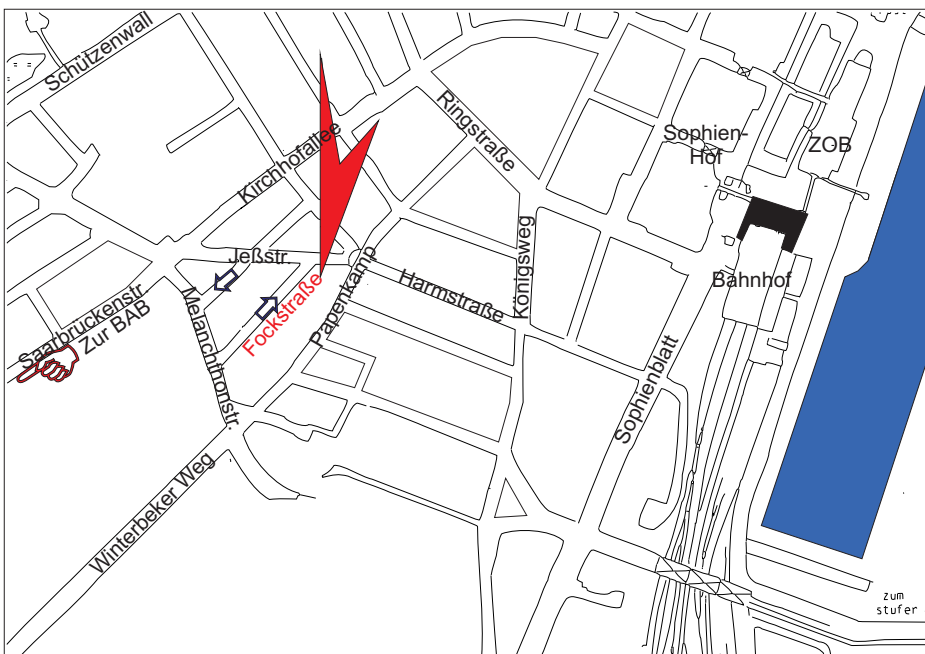 Schützenwall
Kirchhofallee
Ringstraße
Sophien-
Hof
ZOB
Jeßstr.
Fockstraße
Papenkamp
Harmstraße
Königsweg
Bahnhof
Saarbrückenstr
Zur BAB
Melanchthonstr.
Sophienblatt
Winterbeker Weg
zum
stufer